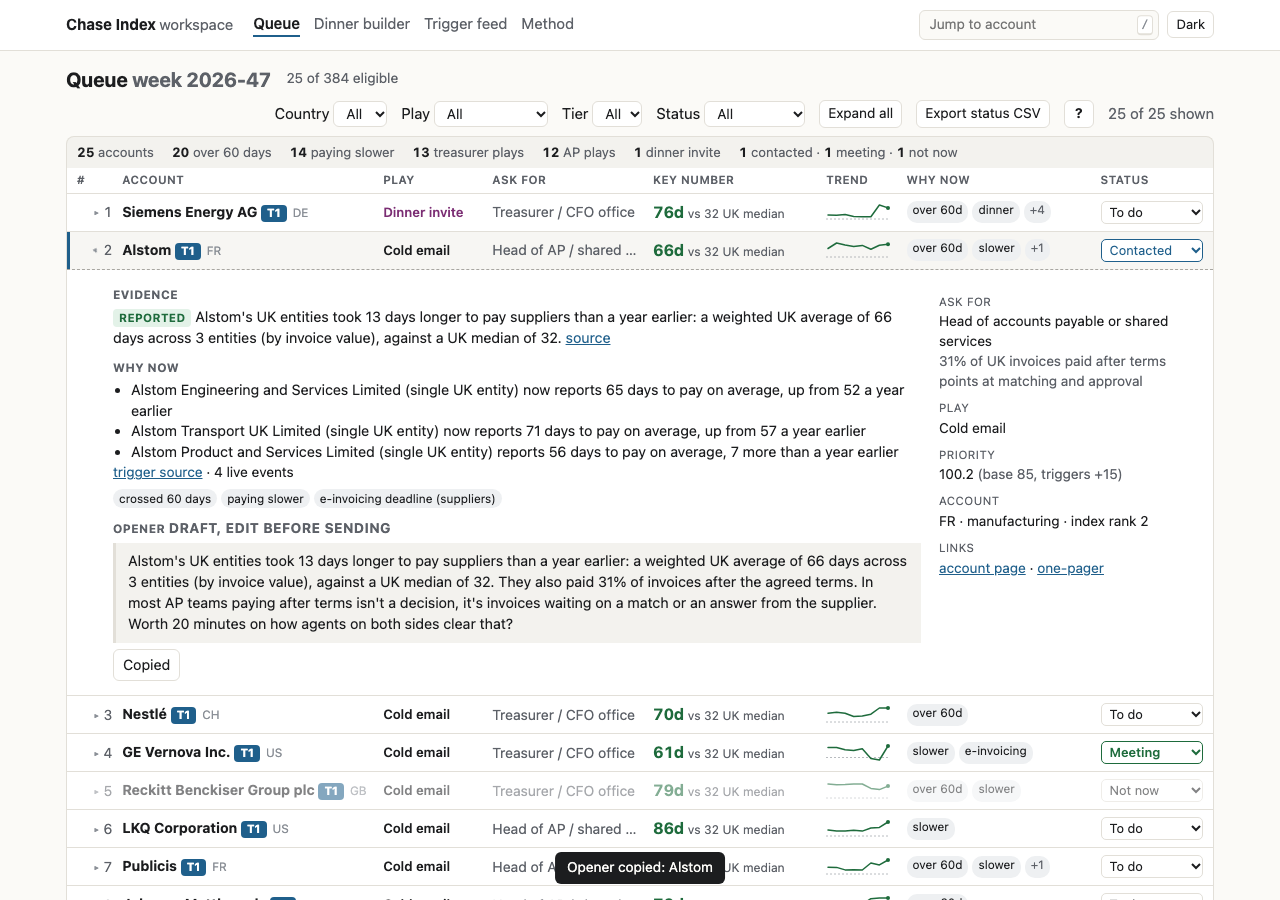 Chase Index workspace Queue Dinner builder Trigger feed Method Jump to account / Dark
Queue week 2026-47 25 of 384 eligible
Country All Play All Tier All Status All Expand all Export status CSV ? 25 of 25 shown
25 accounts 20 over 60 days 14 paying slower 13 treasurer plays 12 AP plays 1 dinner invite 1 contacted · 1 meeting · 1 not now
# ACCOUNT PLAY ASK FOR KEY NUMBER TREND WHY NOW STATUS
1 Siemens Energy AG T1 DE Dinner invite Treasurer / CFO office 76d vs 32 UK median over 60d dinner +4 To do
2 Alstom T1 FR Cold email Head of AP / shared ... 66d vs 32 UK median over 60d slower +1 Contacted
EVIDENCE
REPORTED Alstom's UK entities took 13 days longer to pay suppliers than a year earlier: a weighted UK average of 66
days across 3 entities (by invoice value), against a UK median of 32. source
WHY NOW
• Alstom Engineering and Services Limited (single UK entity) now reports 65 days to pay on average, up from 52 a year
earlier
• Alstom Transport UK Limited (single UK entity) now reports 71 days to pay on average, up from 57 a year earlier
• Alstom Product and Services Limited (single UK entity) reports 56 days to pay on average, 7 more than a year earlier
trigger source · 4 live events
crossed 60 days paying slower e-invoicing deadline (suppliers)
OPENER DRAFT, EDIT BEFORE SENDING
Alstom's UK entities took 13 days longer to pay suppliers than a year earlier: a weighted UK average of 66 days across
3 entities (by invoice value), against a UK median of 32. They also paid 31% of invoices after the agreed terms. In
most AP teams paying after terms isn't a decision, it's invoices waiting on a match or an answer from the supplier.
Worth 20 minutes on how agents on both sides clear that?
Copied
ASK FOR
Head of accounts payable or shared
services
31% of UK invoices paid after terms
points at matching and approval
PLAY
Cold email
PRIORITY
100.2 (base 85, triggers +15)
ACCOUNT
FR · manufacturing · index rank 2
LINKS
account page · one-pager
3 Nestlé T1 CH Cold email Treasurer / CFO office 70d vs 32 UK median over 60d To do
4 GE Vernova Inc. T1 US Cold email Treasurer / CFO office 61d vs 32 UK median slower e-invoicing Meeting
5 Reckitt Benckiser Group plc T1 GB Cold email Treasurer / CFO office 79d vs 32 UK median over 60d slower Not now
6 LKQ Corporation T1 US Cold email Head of AP / shared ... 86d vs 32 UK median slower To do
7 Publicis T1 FR Cold email Head of UK median over 60d slower +1 To do
Opener copied: Alstom